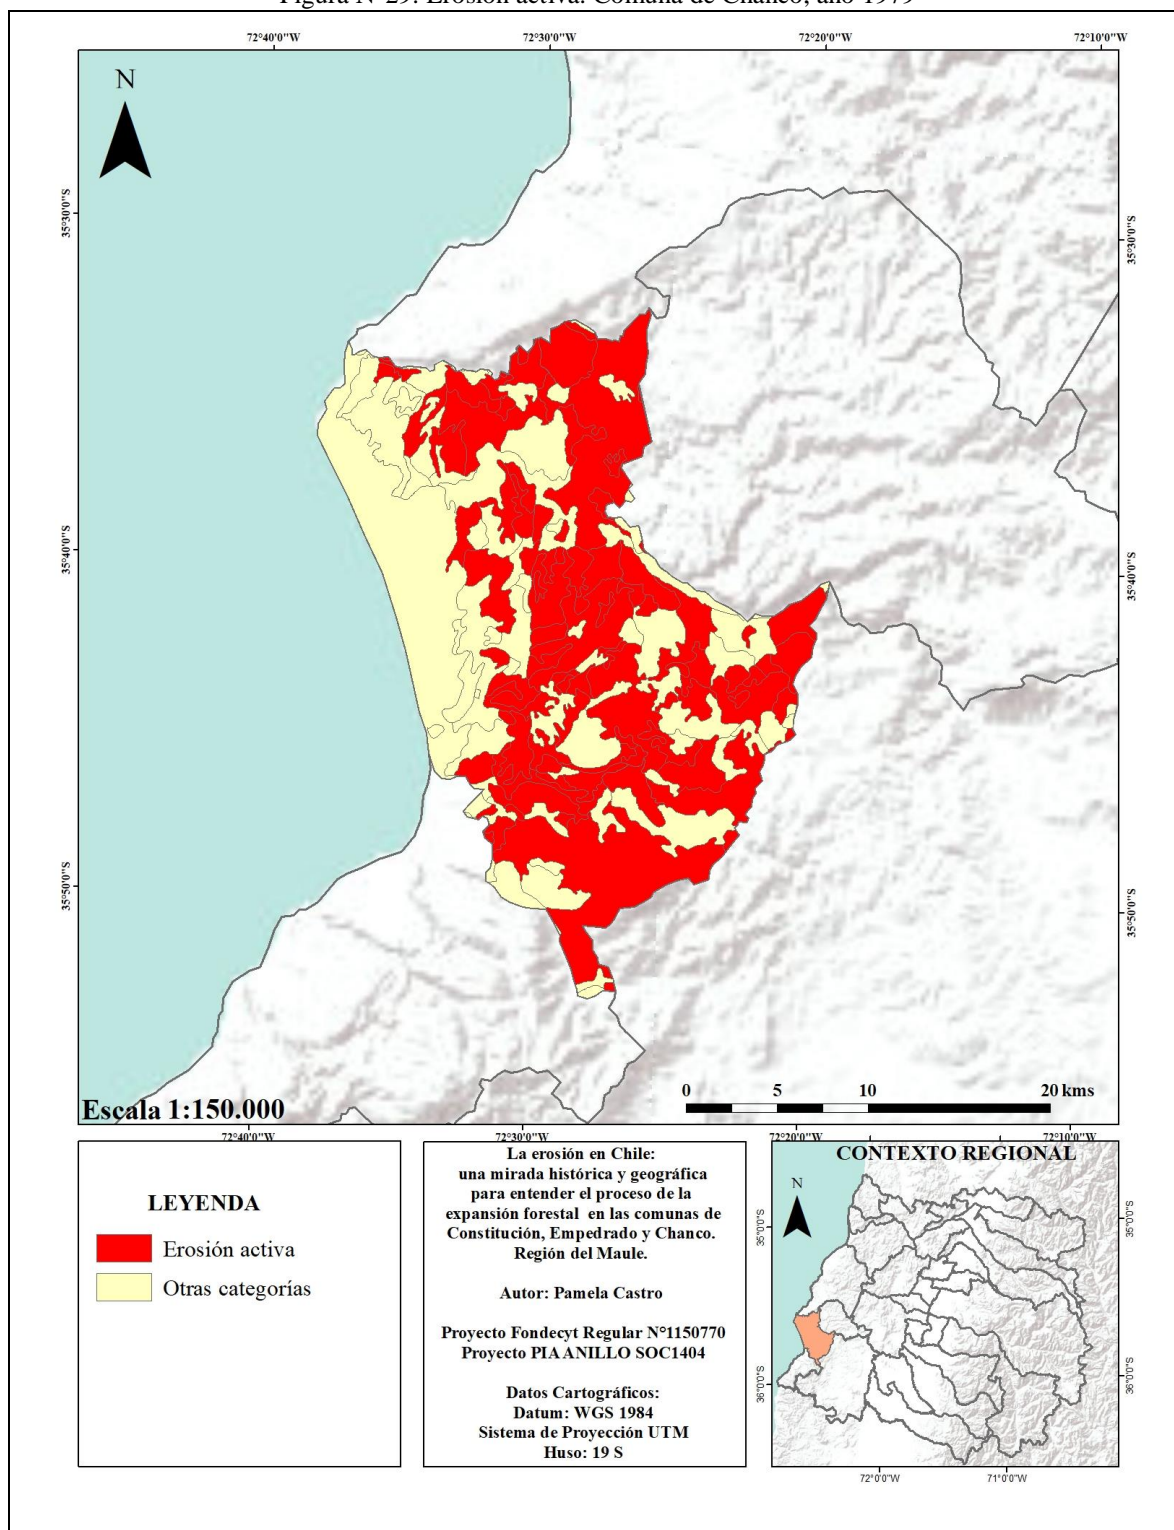 Figura N°29. Erosión activa. Comuna de Chanco, año 1979
72°40'0"W 72°30'0"W 72°20'0"W 72°10'0"W
N
35°30'0"S
35°30'0"S
35°40'0"S
35°40'0"S
35°50'0"S
35°50'0"S
0 5 10 20 kms
Escala 1:150.000
72°40'0"W 72°30'0"W 72°20'0"W 72°10'0"W
LEYENDA
Erosión activa
Otras categorías
La erosión en Chile:
una mirada histórica y geográfica
para entender el proceso de la
expansión forestal en las comunas de
Constitución, Empedrado y Chanco.
Región del Maule.
Autor: Pamela Castro
Proyecto Fondecyt Regular N°1150770
Proyecto PIA ANILLO SOC1404
Datos Cartográficos:
Datum: WGS 1984
Sistema de Proyección UTM
Huso: 19 S
CONTEXTO REGIONAL
N
35°0'0"S
35°0'0"S
36°0'0"S
36°0'0"S
72°0'0"W 71°0'0"W